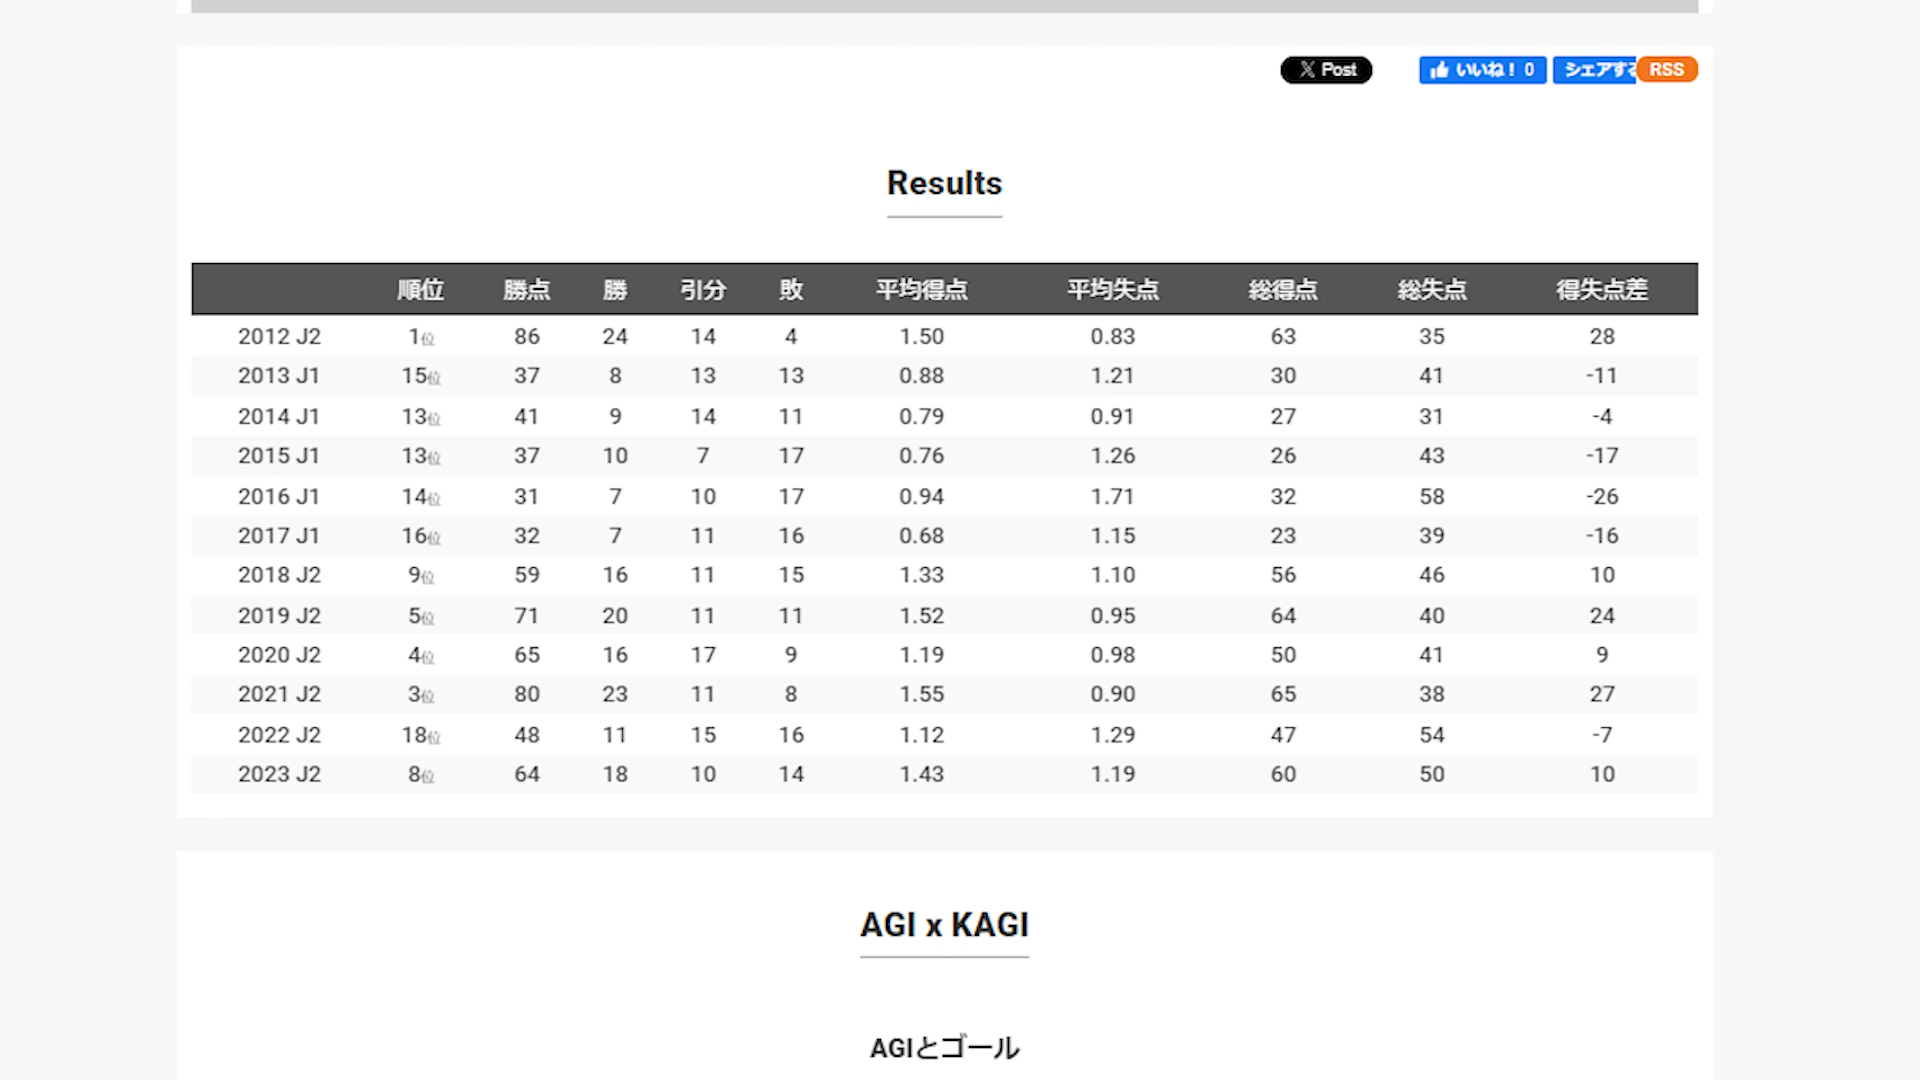 Post いいね！ 0 シェアする RSS
Results
順位 勝点 勝 引分 敗 平均得点 平均失点 総得点 総失点 得失点差
2012 J2 1位 86 24 14 4 1.50 0.83 63 35 28
2013 J1 15位 37 8 13 13 0.88 1.21 30 41 -11
2014 J1 13位 41 9 14 11 0.79 0.91 27 31 -4
2015 J1 13位 37 10 7 17 0.76 1.26 26 43 -17
2016 J1 14位 31 7 10 17 0.94 1.71 32 58 -26
2017 J1 16位 32 7 11 16 0.68 1.15 23 39 -16
2018 J2 9位 59 16 11 15 1.33 1.10 56 46 10
2019 J2 5位 71 20 11 11 1.52 0.95 64 40 24
2020 J2 4位 65 16 17 9 1.19 0.98 50 41 9
2021 J2 3位 80 23 11 8 1.55 0.90 65 38 27
2022 J2 18位 48 11 15 16 1.12 1.29 47 54 -7
2023 J2 8位 64 18 10 14 1.43 1.19 60 50 10
AGI x KAGI
AGIとゴール